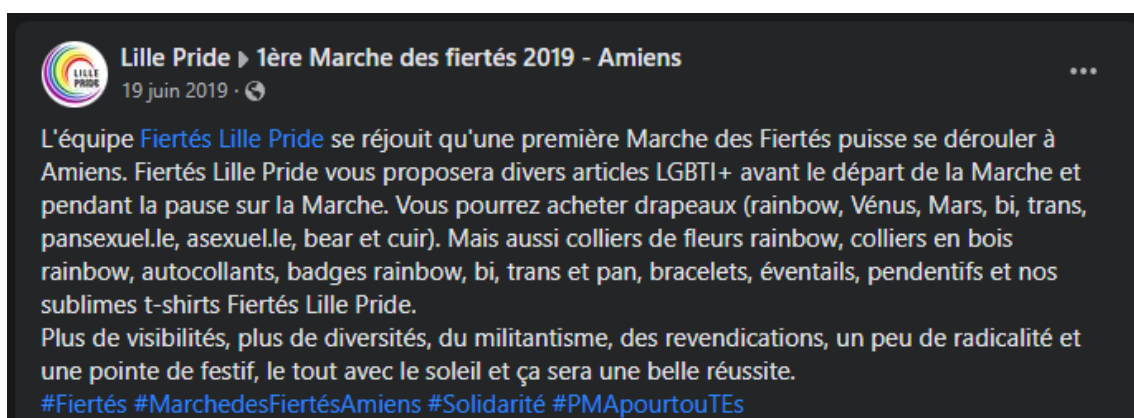 LILLE
PRIDE
Lille Pride ▸ 1ère Marche des fiertés 2019 - Amiens
19 juin 2019 ·
L'équipe Fiertés Lille Pride se réjouit qu'une première Marche des Fiertés puisse se dérouler à
Amiens. Fiertés Lille Pride vous proposera divers articles LGBTI+ avant le départ de la Marche et
pendant la pause sur la Marche. Vous pourrez acheter drapeaux (rainbow, Vénus, Mars, bi, trans,
pansexuel.le, asexuel.le, bear et cuir). Mais aussi colliers de fleurs rainbow, colliers en bois
rainbow, autocollants, badges rainbow, bi, trans et pan, bracelets, éventails, pendentifs et nos
sublimes t-shirts Fiertés Lille Pride.
Plus de visibilités, plus de diversités, du militantisme, des revendications, un peu de radicalité et
une pointe de festif, le tout avec le soleil et ça sera une belle réussite.
#Fiertés #MarchedesFiertésAmiens #Solidarité #PMApourtouTEs